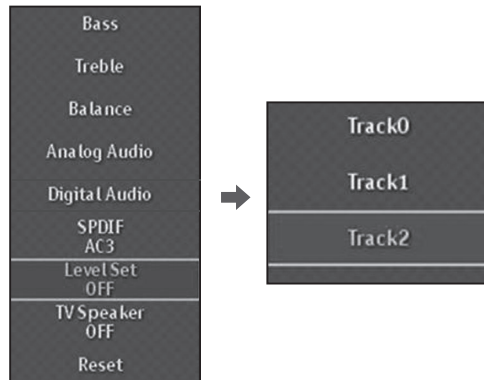 Bass
Treble
Balance
Analog Audio
Digital Audio
SPDIF
AC3
Level Set
OFF
TV Speaker
OFF
Reset
Track0
Track1
Track2